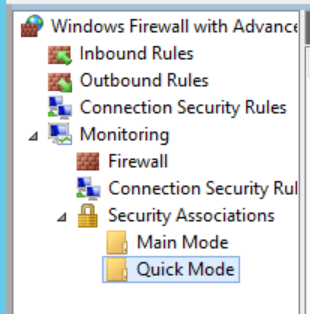 Windows Firewall with Advance
Inbound Rules
Outbound Rules
Connection Security Rules
Monitoring
Firewall
Connection Security Rul
Security Associations
Main Mode
Quick Mode